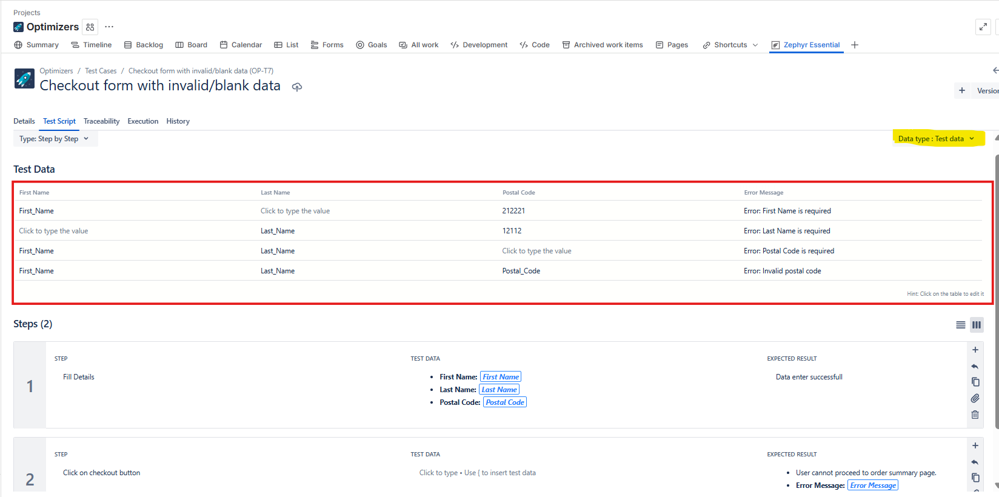 Projects
Optimizers
Summary Timeline Backlog Board Calendar List Forms Goals All work Development Code Archived work items Pages Shortcuts Zephyr Essential
Optimizers / Test Cases / Checkout form with invalid/blank data (OP-T7)
Checkout form with invalid/blank data
Details Test Script Traceability Execution History
Type: Step by Step Data type : Test data
Test Data
First Name Last Name Postal Code Error Message
First_Name Click to type the value 212221 Error: First Name is required
Click to type the value Last_Name 12112 Error: Last Name is required
First_Name Last_Name Click to type the value Error: Postal Code is required
First_Name Last_Name Postal_Code Error: Invalid postal code
Hint: Click on the table to edit it
Steps (2)
STEP TEST DATA EXPECTED RESULT
1
Fill Details
• First Name: First Name
• Last Name: Last Name
• Postal Code: Postal Code
Data enter successfull
STEP TEST DATA EXPECTED RESULT
2
Click on checkout button
Click to type • Use { to insert test data
• User cannot proceed to order summary page.
• Error Message: Error Message